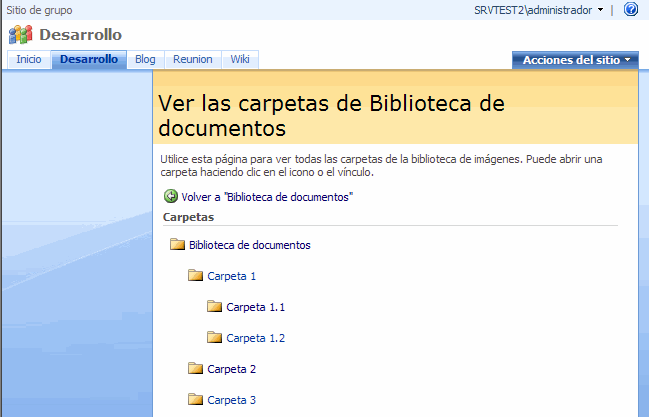 Sitio de grupo
SRVTEST2\administrador
Desarrollo
Inicio Desarrollo Blog Reunion Wiki Acciones del sitio
Ver las carpetas de Biblioteca de
documentos
Utilice esta página para ver todas las carpetas de la biblioteca de imágenes. Puede abrir una
carpeta haciendo clic en el icono o el vínculo.
Volver a "Biblioteca de documentos"
Carpetas
Biblioteca de documentos
Carpeta 1
Carpeta 1.1
Carpeta 1.2
Carpeta 2
Carpeta 3